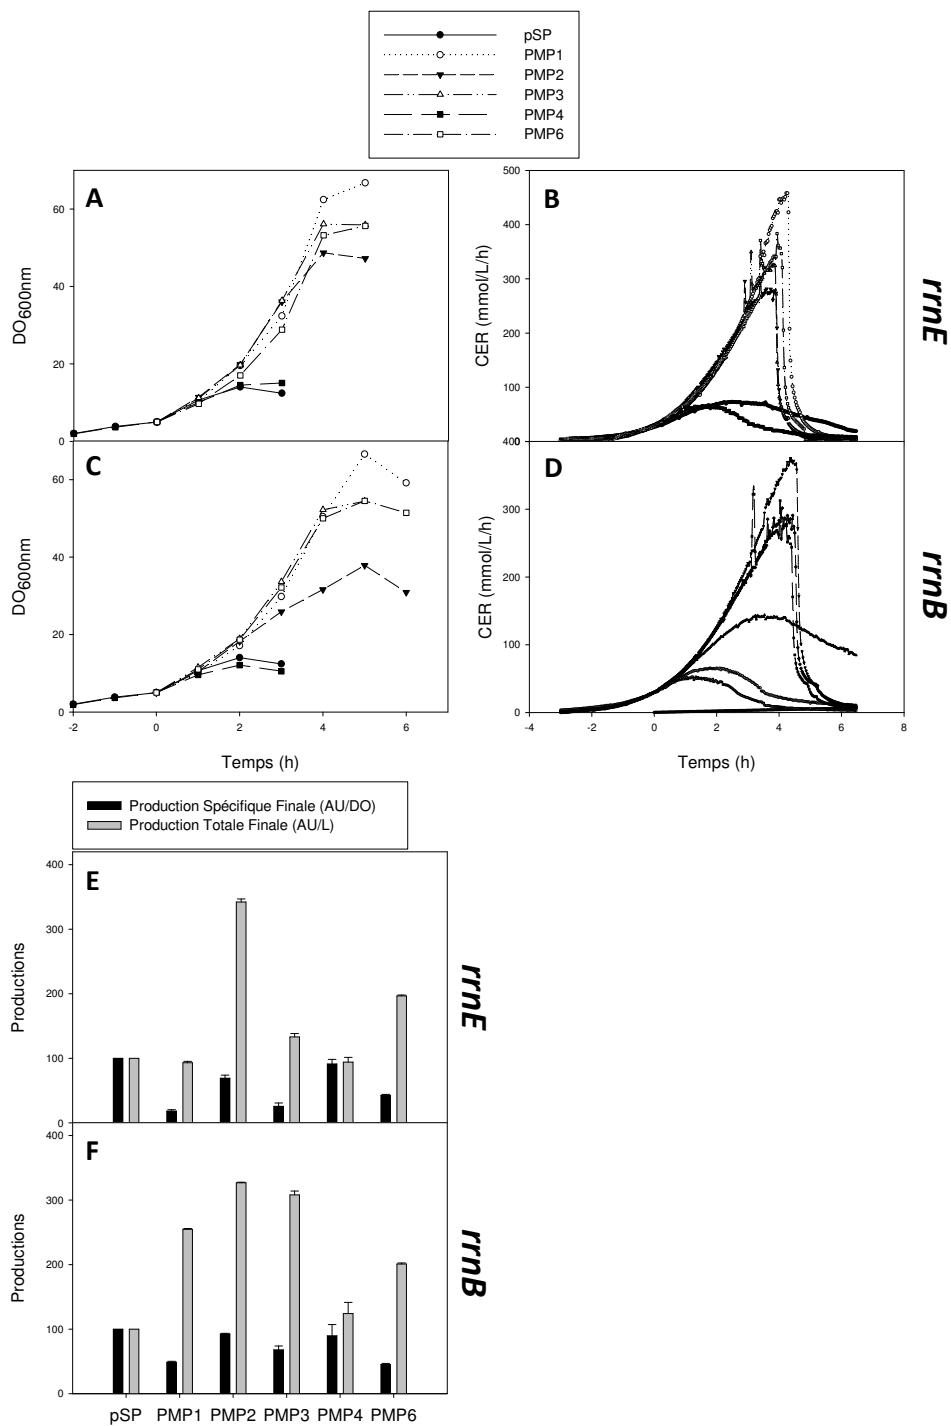 pSP
PMP1
PMP2
PMP3
PMP4
PMP6
A
DO600nm
60
40
20
0
B
CER (mmol/L/h)
500
400
300
200
100
0
rrnE
C
DO600nm
60
40
20
0
-2 0 2 4 6
Temps (h)
D
CER (mmol/L/h)
400
300
200
100
0
-4 -2 0 2 4 6 8
Temps (h)
rrnB
Production Spécifique Finale (AU/DO)
Production Totale Finale (AU/L)
E
Productions
400
300
200
100
0
rrnE
F
Productions
400
300
200
100
0
rrnB
pSP PMP1 PMP2 PMP3 PMP4 PMP6